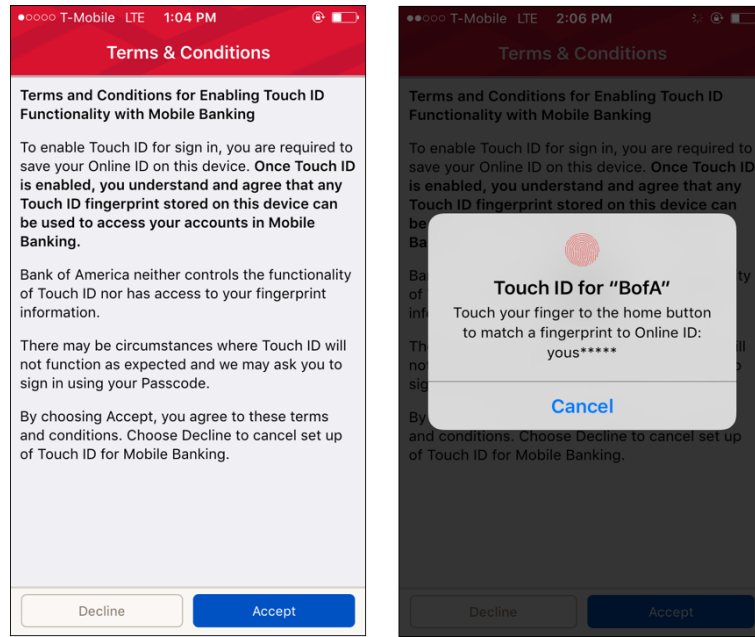 T-Mobile LTE 1:04 PM
Terms & Conditions
Terms and Conditions for Enabling Touch ID
Functionality with Mobile Banking
To enable Touch ID for sign in, you are required to
save your Online ID on this device. Once Touch ID
is enabled, you understand and agree that any
Touch ID fingerprint stored on this device can
be used to access your accounts in Mobile
Banking.
Bank of America neither controls the functionality
of Touch ID nor has access to your fingerprint
information.
There may be circumstances where Touch ID will
not function as expected and we may ask you to
sign in using your Passcode.
By choosing Accept, you agree to these terms
and conditions. Choose Decline to cancel set up
of Touch ID for Mobile Banking.
Decline
Accept
T-Mobile LTE 2:06 PM
Terms & Conditions
Terms and Conditions for Enabling Touch ID
Functionality with Mobile Banking
To enable Touch ID for sign in, you are required to
save your Online ID on this device. Once Touch ID
is enabled, you understand and agree that any
Touch ID fingerprint stored on this device can
Touch ID for “BofA”
Touch your finger to the home button
to match a fingerprint to Online ID:
yous*****
Cancel
By
and conditions. Choose Decline to cancel set up
of Touch ID for Mobile Banking.
Decline
Accept